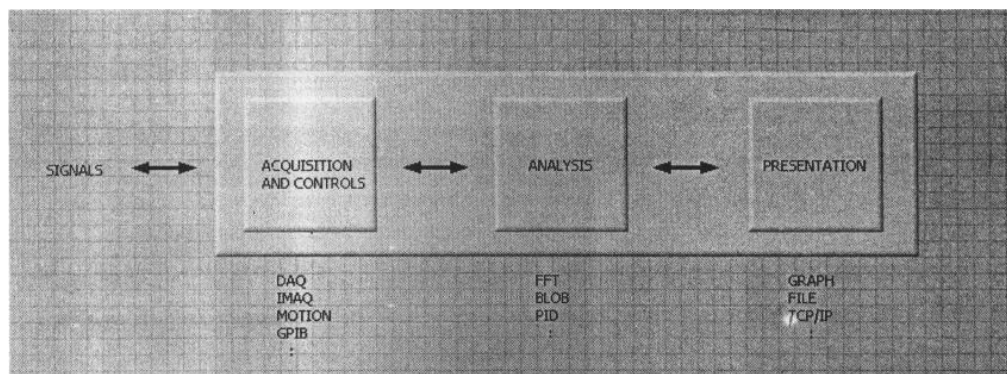 SIGNALS
ACQUISITION
AND CONTROLS
ANALYSIS
PRESENTATION
DAQ
IMAQ
MOTION
GPIB
:
FFT
BLOB
PID
:
GRAPH
FILE
TCP/IP
: